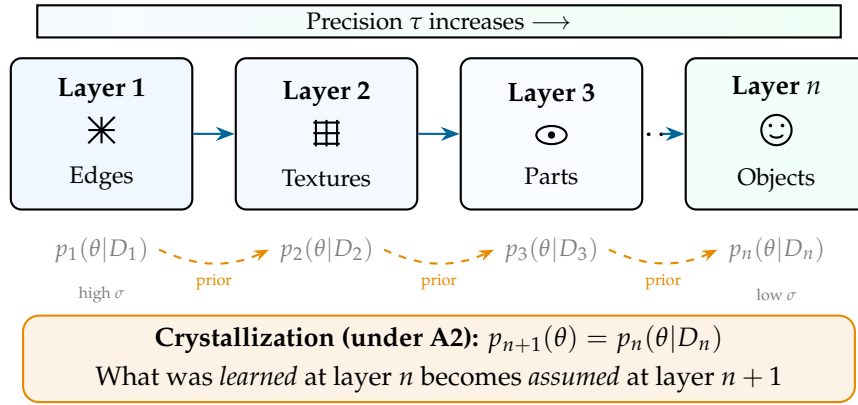 Precision τ increases ⟶
Layer 1
Layer 2
Layer 3
Layer n
Edges
Textures
Parts
Objects
p₁(θ|D₁)
p₂(θ|D₂)
p₃(θ|D₃)
pₙ(θ|Dₙ)
prior
prior
prior
high σ
low σ
Crystallization (under A2): pₙ₊₁(θ) = pₙ(θ|Dₙ)
What was learned at layer n becomes assumed at layer n + 1